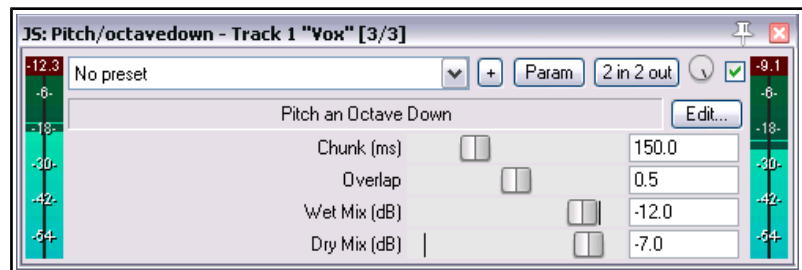 JS: Pitch/octavedown - Track 1 "Vox" [3/3]
-12.3 No preset + Param 2 in 2 out -9.1
-6- -6-
Pitch an Octave Down Edit...
-18- -18-
Chunk (ms) 150.0
-30- -30-
Overlap 0.5
-42- -42-
Wet Mix (dB) -12.0
-54- -54-
Dry Mix (dB) -7.0